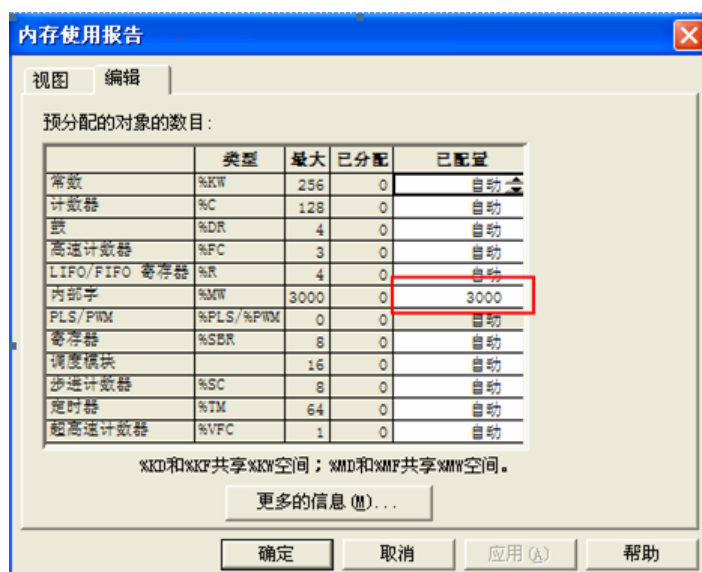 内存使用报告
视图 编辑
预分配的对象的数目:
类型 最大 已分配 已配置
常数 %KW 256 0 自动
计数器 %C 128 0 自动
鼓 %DR 4 0 自动
高速计数器 %FC 3 0 自动
LIFO/FIFO 寄存器 %R 4 0 自动
内部字 %MW 3000 0 3000
PLS/PWM %PLS/%PWM 0 0 自动
寄存器 %SBR 8 0 自动
调度模块 16 0 自动
步进计数器 %SC 8 0 自动
定时器 %TM 64 0 自动
超高速计数器 %VFC 1 0 自动
%KD和%KF共享%KW空间；%MD和%MF共享%MW空间。
更多的信息(M)...
确定 取消 应用(A) 帮助